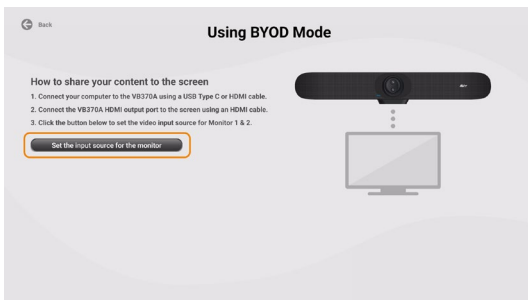 Back
Using BYOD Mode
How to share your content to the screen
1. Connect your computer to the VB370A using a USB Type C or HDMI cable.
2. Connect the VB370A HDMI output port to the screen using an HDMI cable.
3. Click the button below to set the video input source for Monitor 1 & 2.
Set the input source for the monitor